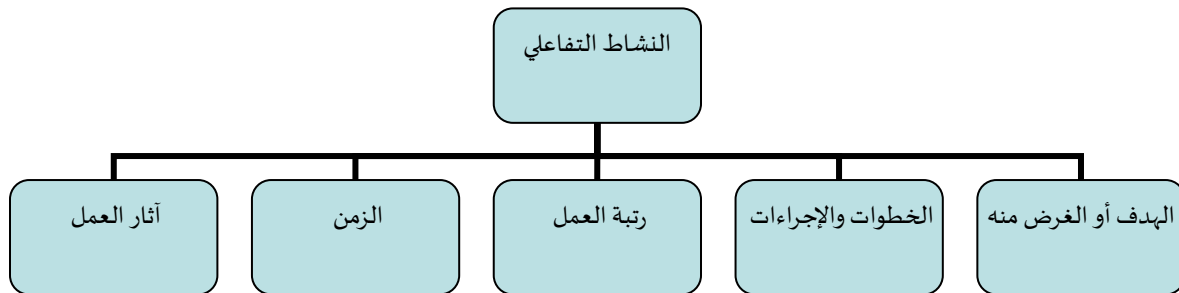 النشاط التفاعلي
الهدف أو الغرض منه
الخطوات والإجراءات
رتبة العمل
الزمن
آثار العمل